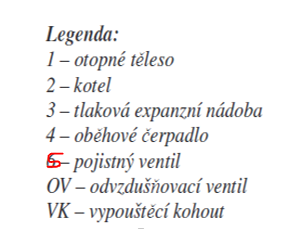 Legenda:
1 – otopné těleso
2 – kotel
3 – tlaková expanzní nádoba
4 – oběhové čerpadlo
5 – pojistný ventil
OV – odvzdušňovací ventil
VK – vypouštěcí kohout